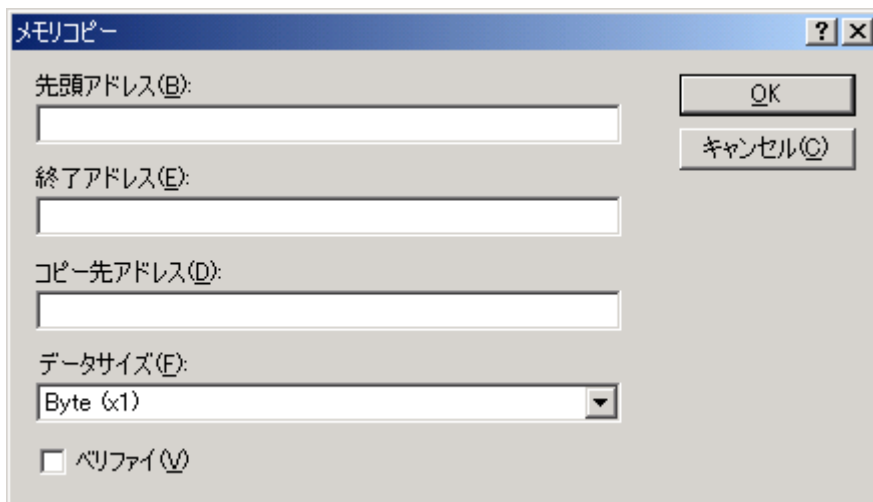 メモリコピー
先頭アドレス(B):
OK
キャンセル(C)
終了アドレス(E):
コピー先アドレス(D):
データサイズ(F):
Byte (x1)
ベリファイ(V)